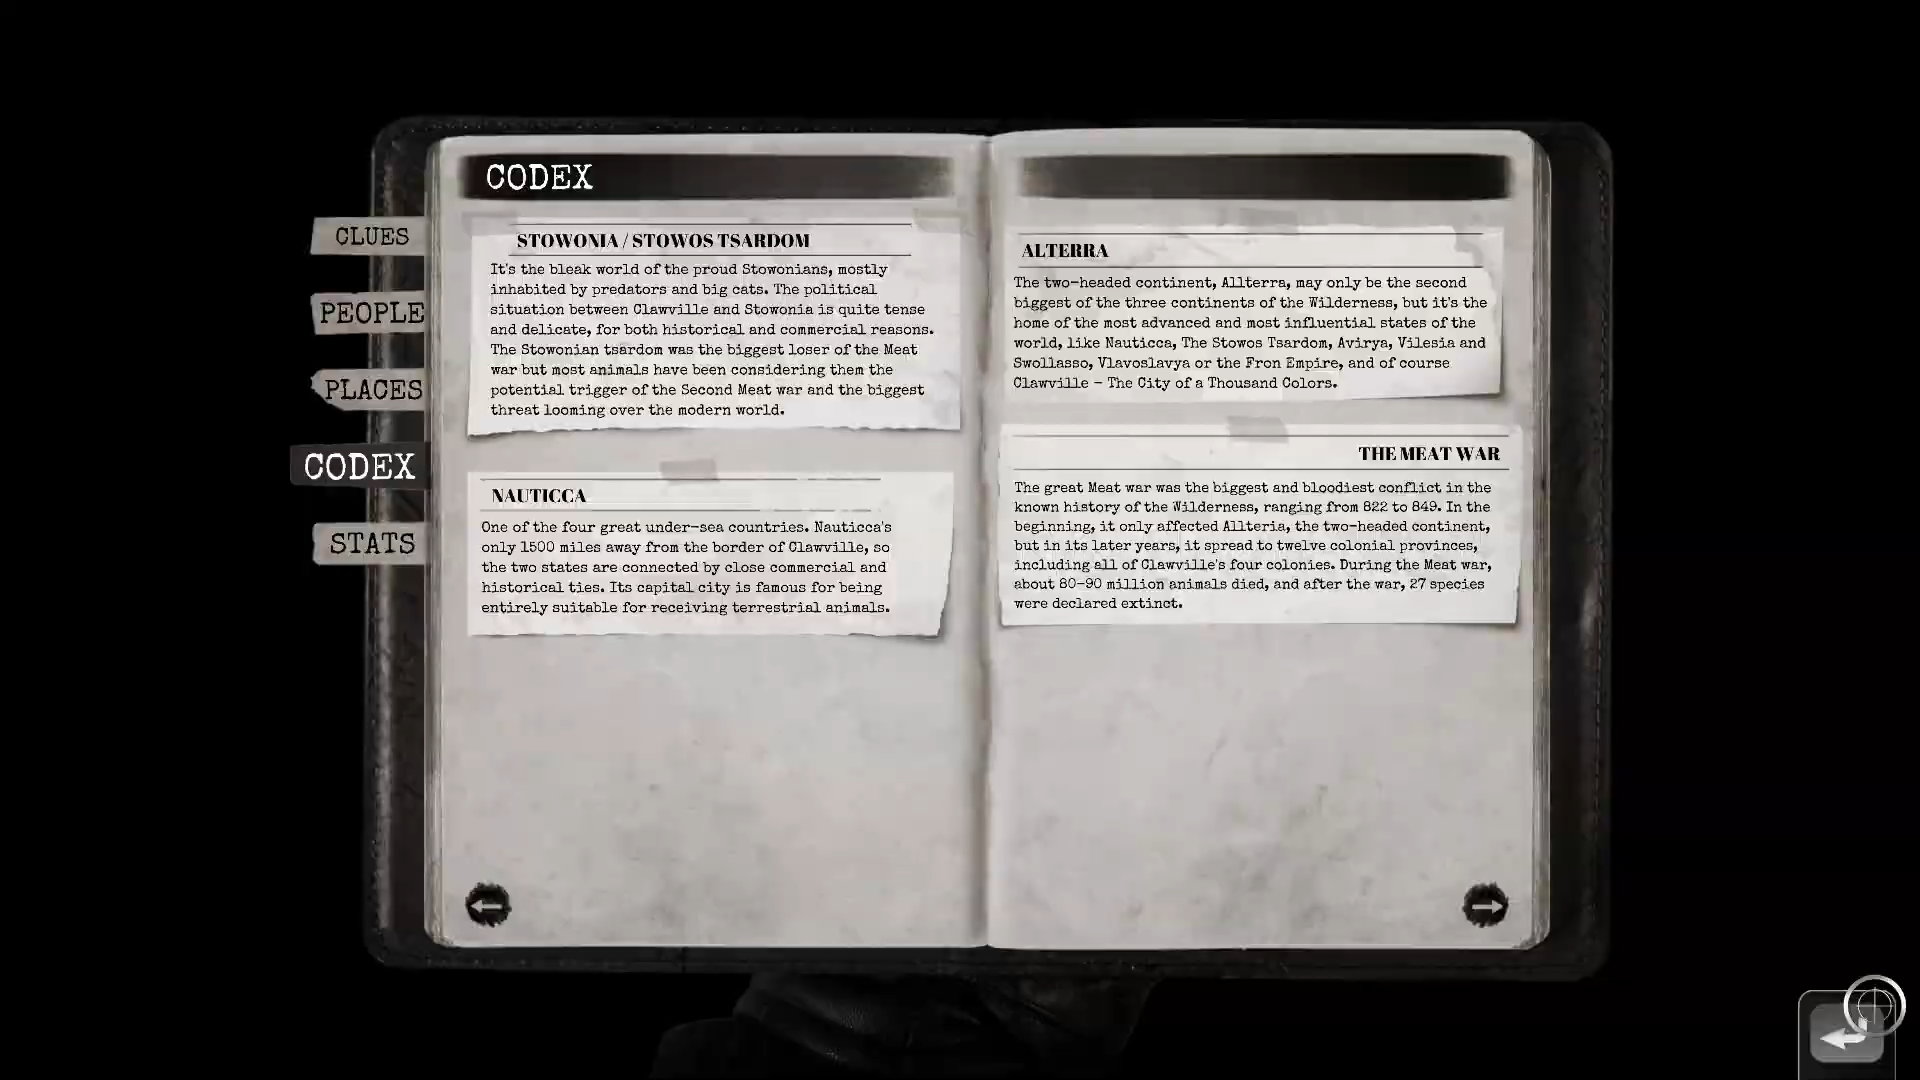 CODEX
CLUES
PEOPLE
PLACES
CODEX
STATS
STOWONIA / STOWOS TSARDOM
It's the bleak world of the proud Stowonians, mostly
inhabited by predators and big cats. The political
situation between Clawville and Stowonia is quite tense
and delicate, for both historical and commercial reasons.
The Stowonian tsardom was the biggest loser of the Meat
war but most animals have been considering them the
potential trigger of the Second Meat war and the biggest
threat looming over the modern world.
NAUTICCA
One of the four great under-sea countries. Nauticca's
only 1500 miles away from the border of Clawville, so
the two states are connected by close commercial and
historical ties. Its capital city is famous for being
entirely suitable for receiving terrestrial animals.
ALTERRA
The two-headed continent, Allterra, may only be the second
biggest of the three continents of the Wilderness, but it's the
home of the most advanced and most influential states of the
world, like Nauticca, The Stowos Tsardom, Avirya, Vilesia and
Swollasso, Vlavoslavya or the Fron Empire, and of course
Clawville - The City of a Thousand Colors.
THE MEAT WAR
The great Meat war was the biggest and bloodiest conflict in the
known history of the Wilderness, ranging from 822 to 849. In the
beginning, it only affected Allteria, the two-headed continent,
but in its later years, it spread to twelve colonial provinces,
including all of Clawville's four colonies. During the Meat war,
about 80-90 million animals died, and after the war, 27 species
were declared extinct.